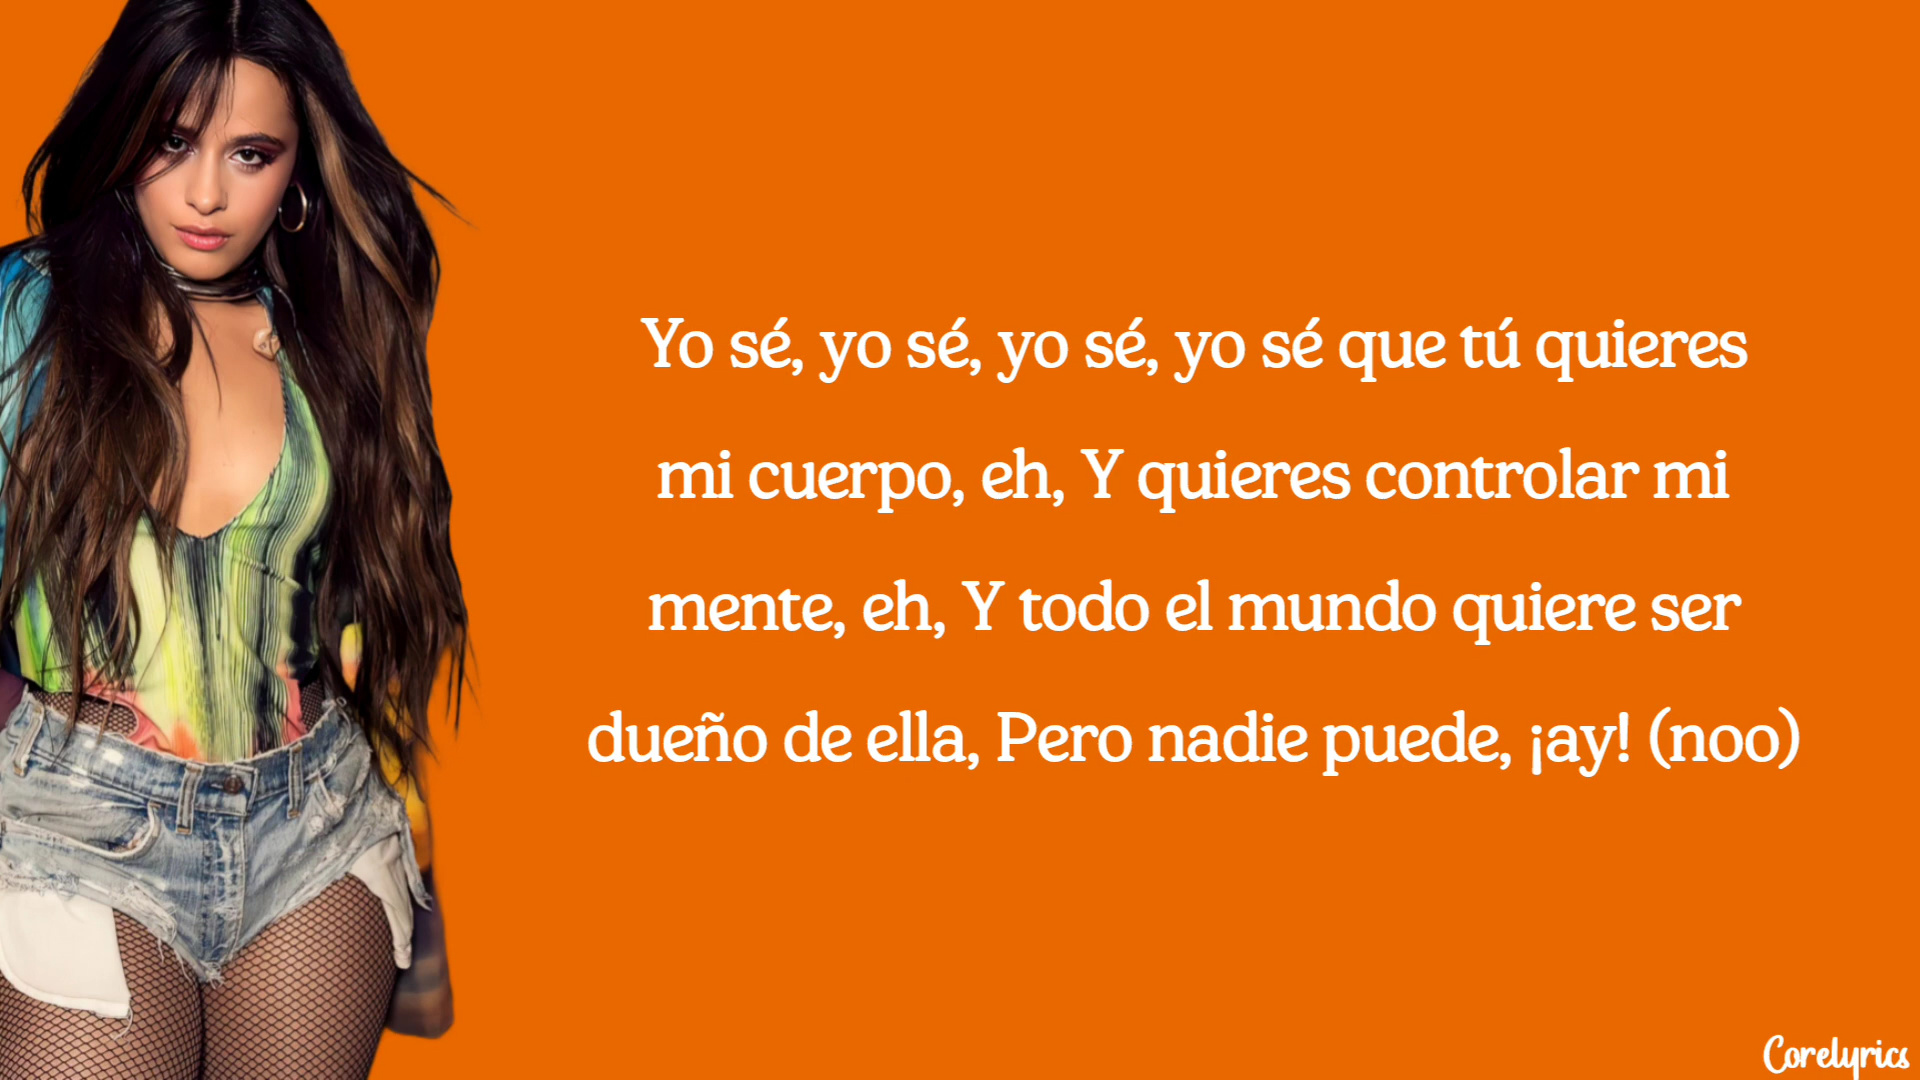 Yo sé, yo sé, yo sé, yo sé que tú quieres
mi cuerpo, eh, Y quieres controlar mi
mente, eh, Y todo el mundo quiere ser
dueño de ella, Pero nadie puede, ¡ay! (noo)
Corelyrics